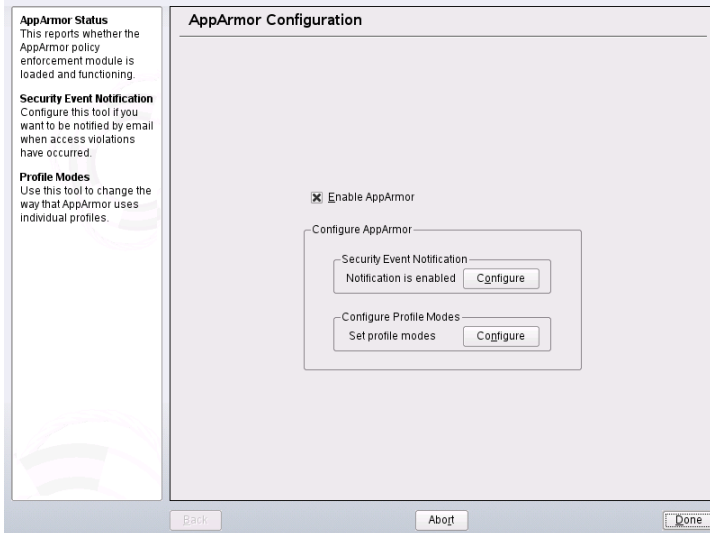 AppArmor Status
This reports whether the
AppArmor policy
enforcement module is
loaded and functioning.
Security Event Notification
Configure this tool if you
want to be notified by email
when access violations
have occurred.
Profile Modes
Use this tool to change the
way that AppArmor uses
individual profiles.
AppArmor Configuration
Enable AppArmor
Configure AppArmor
Security Event Notification
Notification is enabled Configure
Configure Profile Modes
Set profile modes Configure
Back Abort Done